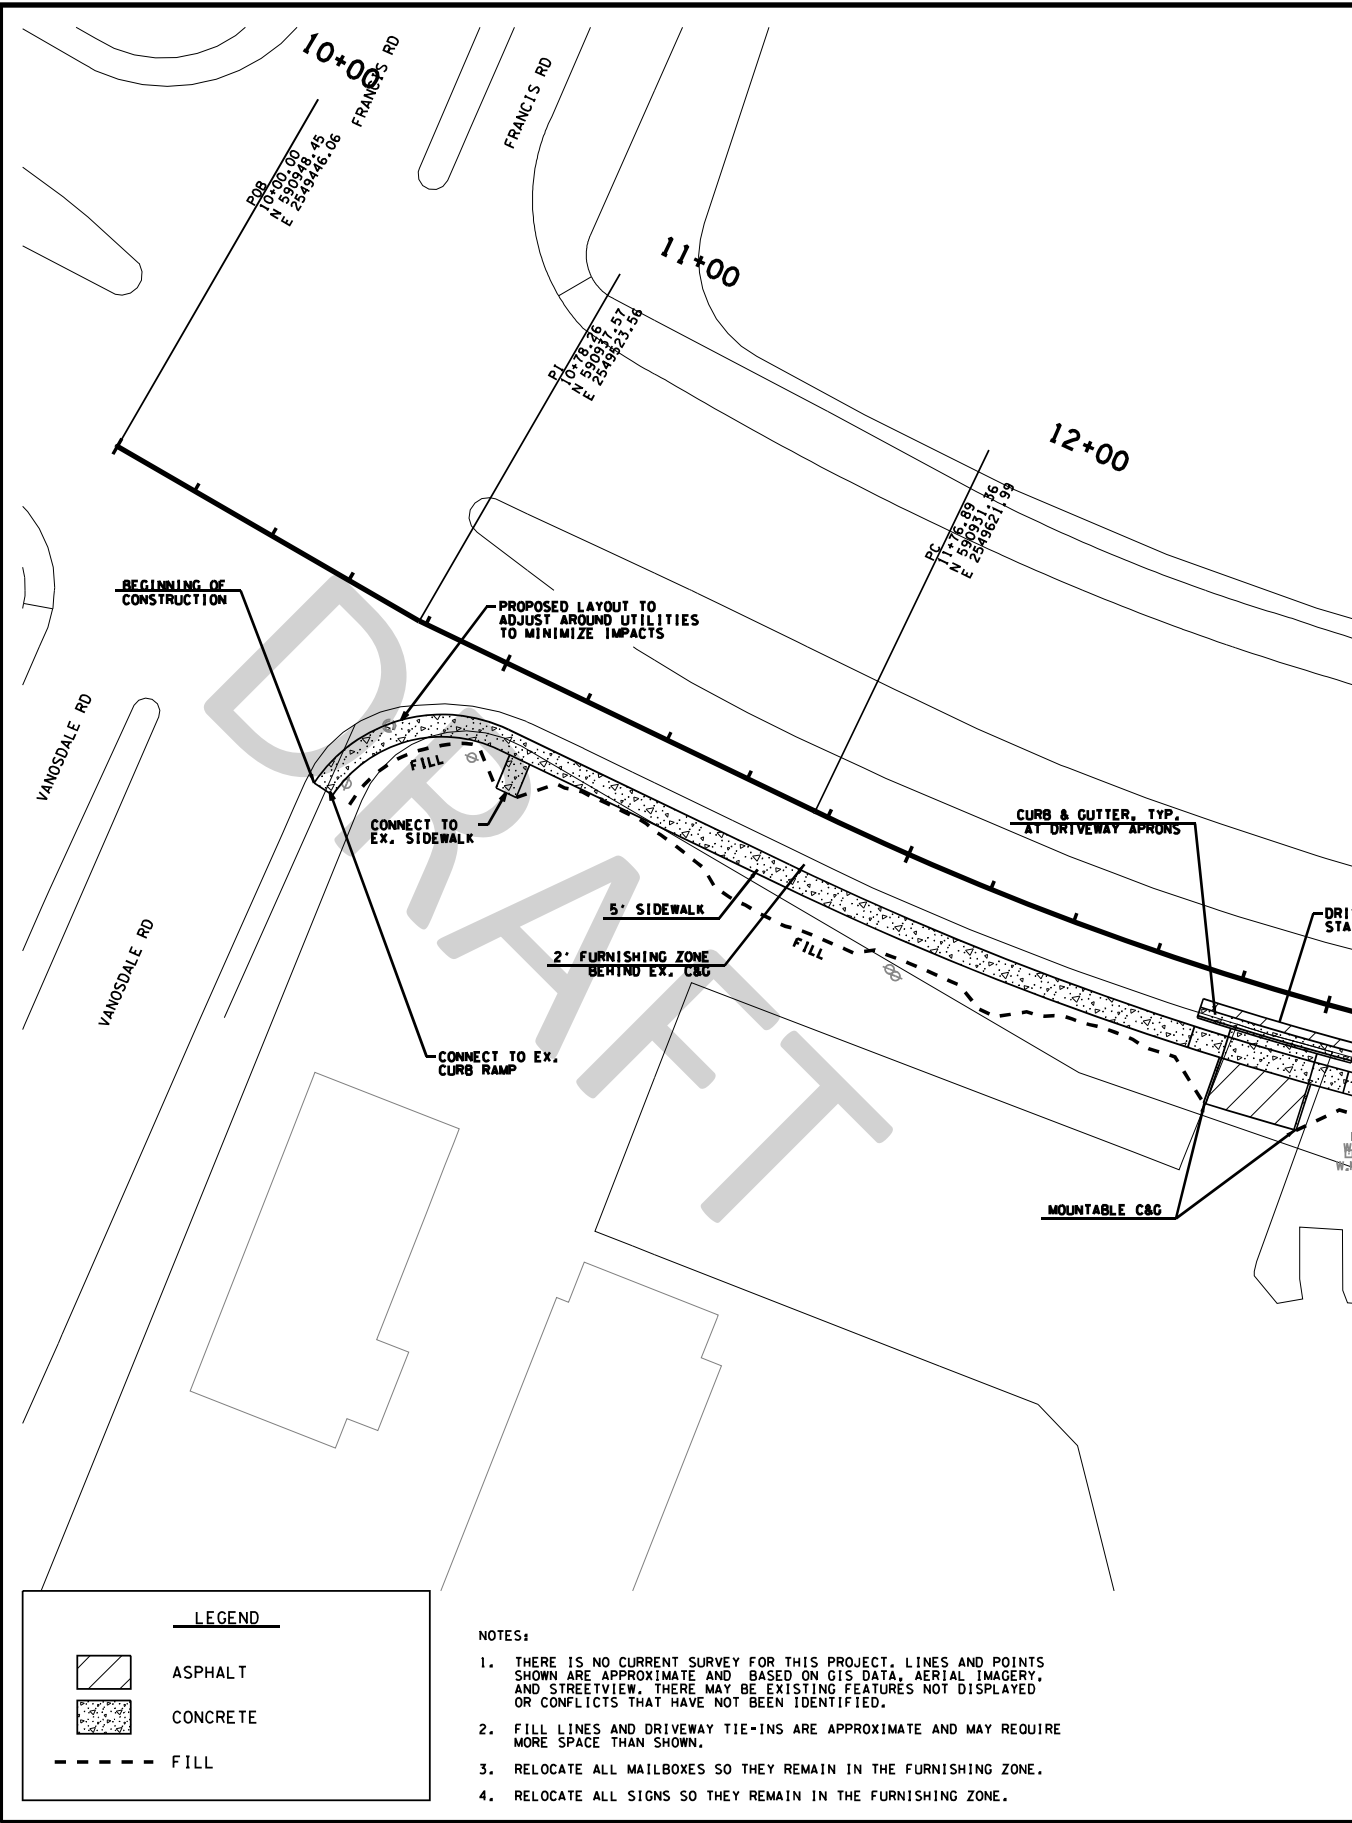 10+00
FRANCIS RD
FRANCIS RD
POB
10+00.00
N 590948.45
E 2549446.06
11+00
PI
10+78.26
N 590937.57
E 2549523.56
12+00
PC
11+76.89
N 590931.36
E 2549621.99
BEGINNING OF
CONSTRUCTION
PROPOSED LAYOUT TO
ADJUST AROUND UTILITIES
TO MINIMIZE IMPACTS
VANOSDALE RD
FILL
CONNECT TO
EX. SIDEWALK
CURB & GUTTER, TYP.
AT DRIVEWAY APRONS
5' SIDEWALK
DRI
STA
2' FURNISHING ZONE
BEHIND EX. C&G
FILL
VANOSDALE RD
CONNECT TO EX.
CURB RAMP
MOUNTABLE C&G
DRAFT
LEGEND
ASPHALT
CONCRETE
FILL
NOTES:
1. THERE IS NO CURRENT SURVEY FOR THIS PROJECT. LINES AND POINTS
SHOWN ARE APPROXIMATE AND BASED ON GIS DATA, AERIAL IMAGERY,
AND STREETVIEW. THERE MAY BE EXISTING FEATURES NOT DISPLAYED
OR CONFLICTS THAT HAVE NOT BEEN IDENTIFIED.
2. FILL LINES AND DRIVEWAY TIE-INS ARE APPROXIMATE AND MAY REQUIRE
MORE SPACE THAN SHOWN.
3. RELOCATE ALL MAILBOXES SO THEY REMAIN IN THE FURNISHING ZONE.
4. RELOCATE ALL SIGNS SO THEY REMAIN IN THE FURNISHING ZONE.